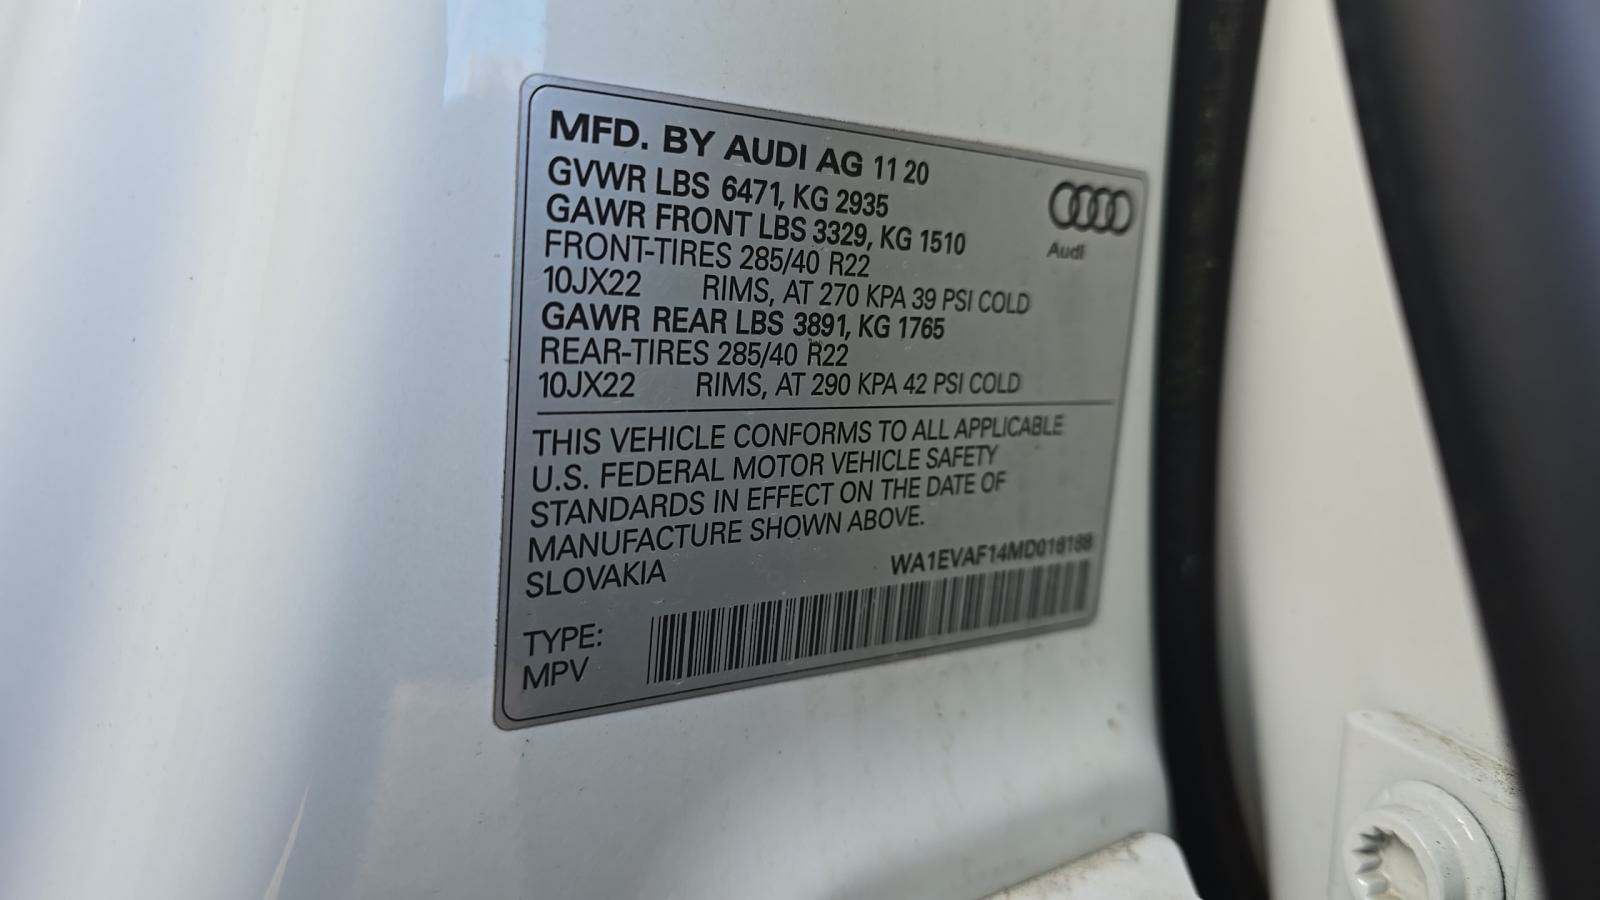 MFD. BY AUDI AG 11 20
GVWR LBS 6471, KG 2935
GAWR FRONT LBS 3329, KG 1510
FRONT-TIRES 285/40 R22
10JX22 RIMS, AT 270 KPA 39 PSI COLD
GAWR REAR LBS 3891, KG 1765
REAR-TIRES 285/40 R22
10JX22 RIMS, AT 290 KPA 42 PSI COLD
Audi
THIS VEHICLE CONFORMS TO ALL APPLICABLE
U.S. FEDERAL MOTOR VEHICLE SAFETY
STANDARDS IN EFFECT ON THE DATE OF
MANUFACTURE SHOWN ABOVE.
SLOVAKIA
TYPE:
MPV